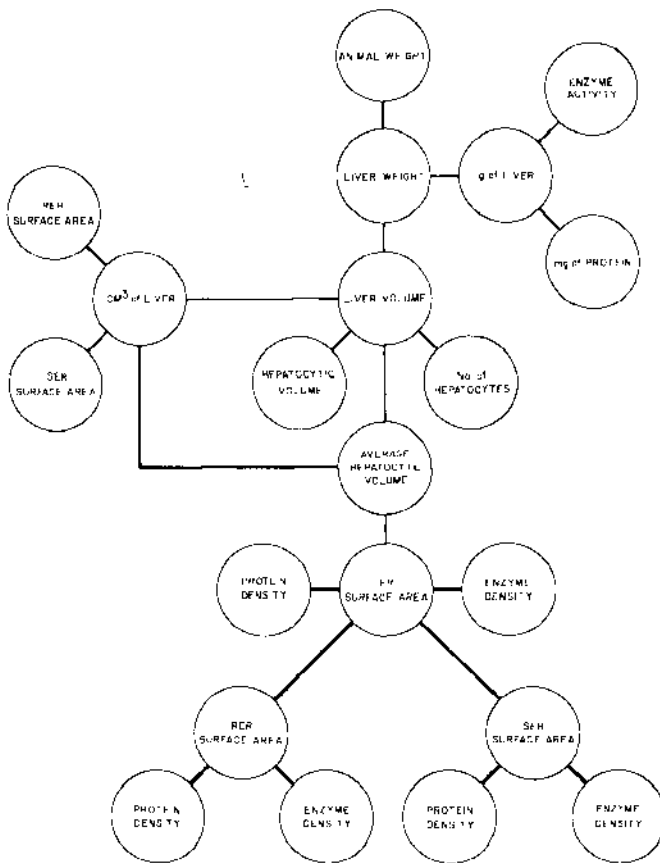 ANIMAL WEIGHT
ENZYME
ACTIVITY
LIVER WEIGHT
g of LIVER
RER
SURFACE AREA
mg of PROTEIN
CM³ of LIVER
LIVER VOLUME
SER
SURFACE AREA
HEPATOCYTIC
VOLUME
No. of
HEPATOCYTES
AVERAGE
HEPATOCYTIC
VOLUME
PROTEIN
DENSITY
ER
SURFACE AREA
ENZYME
DENSITY
RER
SURFACE AREA
SER
SURFACE AREA
PROTEIN
DENSITY
ENZYME
DENSITY
PROTEIN
DENSITY
ENZYME
DENSITY